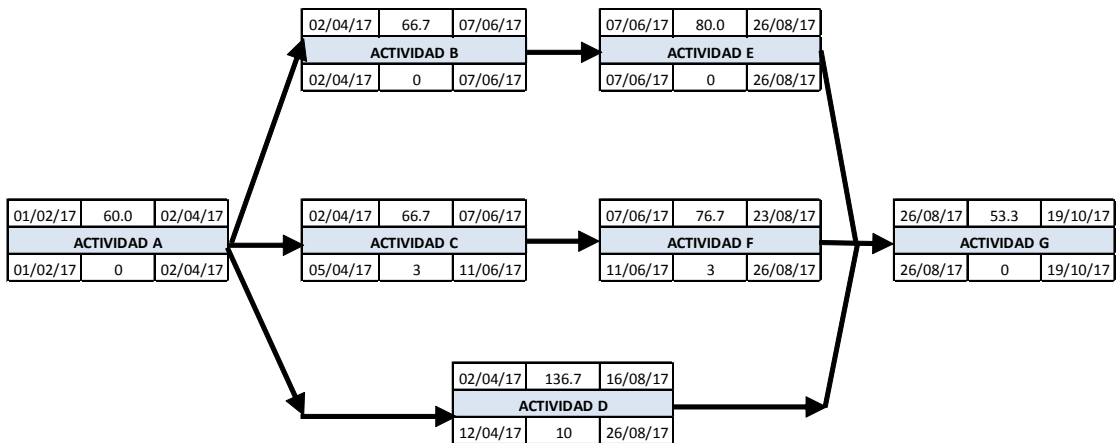 02/04/17 66.7 07/06/17
ACTIVIDAD B
02/04/17 0 07/06/17
07/06/17 80.0 26/08/17
ACTIVIDAD E
07/06/17 0 26/08/17
01/02/17 60.0 02/04/17
ACTIVIDAD A
01/02/17 0 02/04/17
02/04/17 66.7 07/06/17
ACTIVIDAD C
05/04/17 3 11/06/17
07/06/17 76.7 23/08/17
ACTIVIDAD F
11/06/17 3 26/08/17
26/08/17 53.3 19/10/17
ACTIVIDAD G
26/08/17 0 19/10/17
02/04/17 136.7 16/08/17
ACTIVIDAD D
12/04/17 10 26/08/17